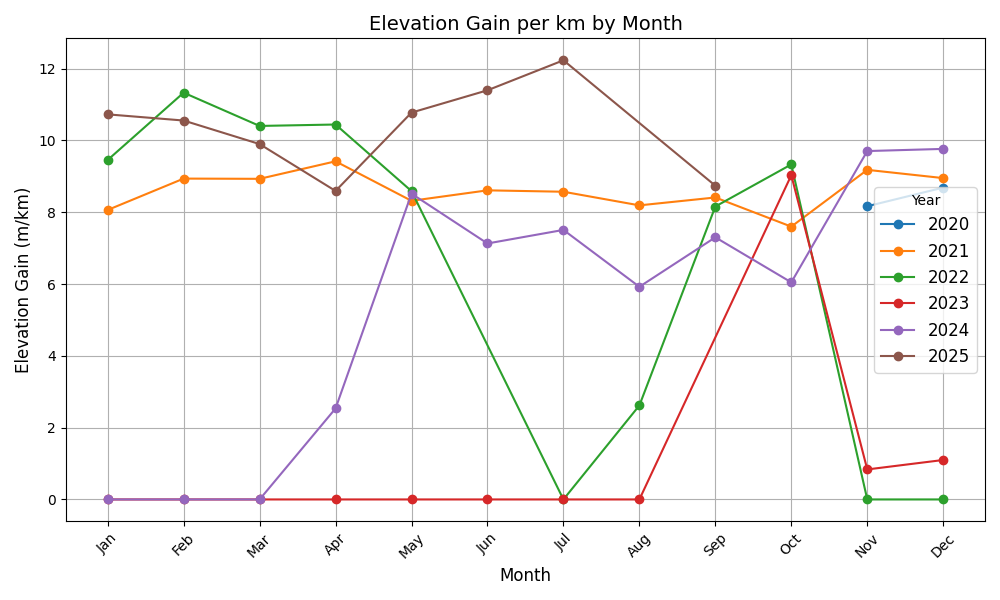 Elevation Gain per km by Month
Elevation Gain (m/km)
12
10
8
6
4
2
0
Year
2020
2021
2022
2023
2024
2025
Jan
Feb
Mar
Apr
May
Jun
Jul
Aug
Sep
Oct
Nov
Dec
Month